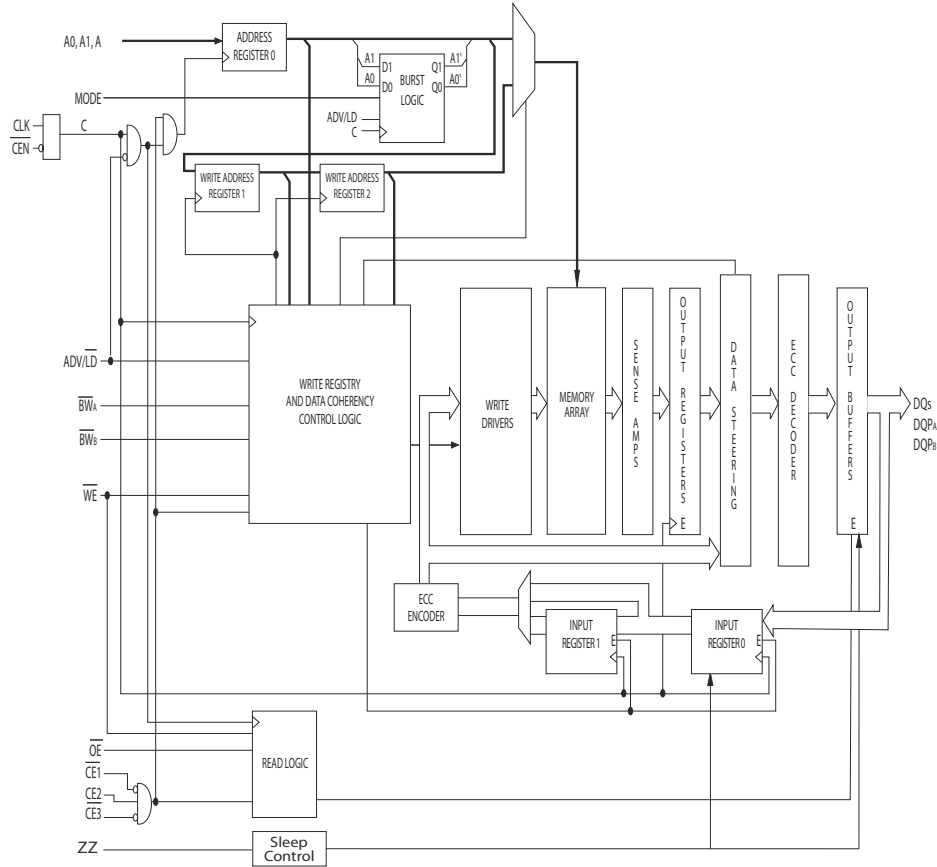 A0, A1, A
ADDRESS
REGISTER 0
A1
A0
D1
D0
BURST
LOGIC
Q1
Q0
A1'
A0'
MODE
ADV/LD
C
CLK
CEN
C
WRITE ADDRESS
REGISTER 1
WRITE ADDRESS
REGISTER 2
ADV/LD
BWA
BWB
WE
WRITE REGISTRY
AND DATA COHERENCY
CONTROL LOGIC
WRITE
DRIVERS
MEMORY
ARRAY
SENSE AMPS
OUTPUT REGISTERS
E
DATA STEERING
ECC DECODER
OUTPUT BUFFERS
E
DQs
DQPA
DQPB
ECC
ENCODER
INPUT
REGISTER 1
E
INPUT
REGISTER 0
E
OE
CE1
CE2
CE3
READ LOGIC
ZZ
Sleep
Control